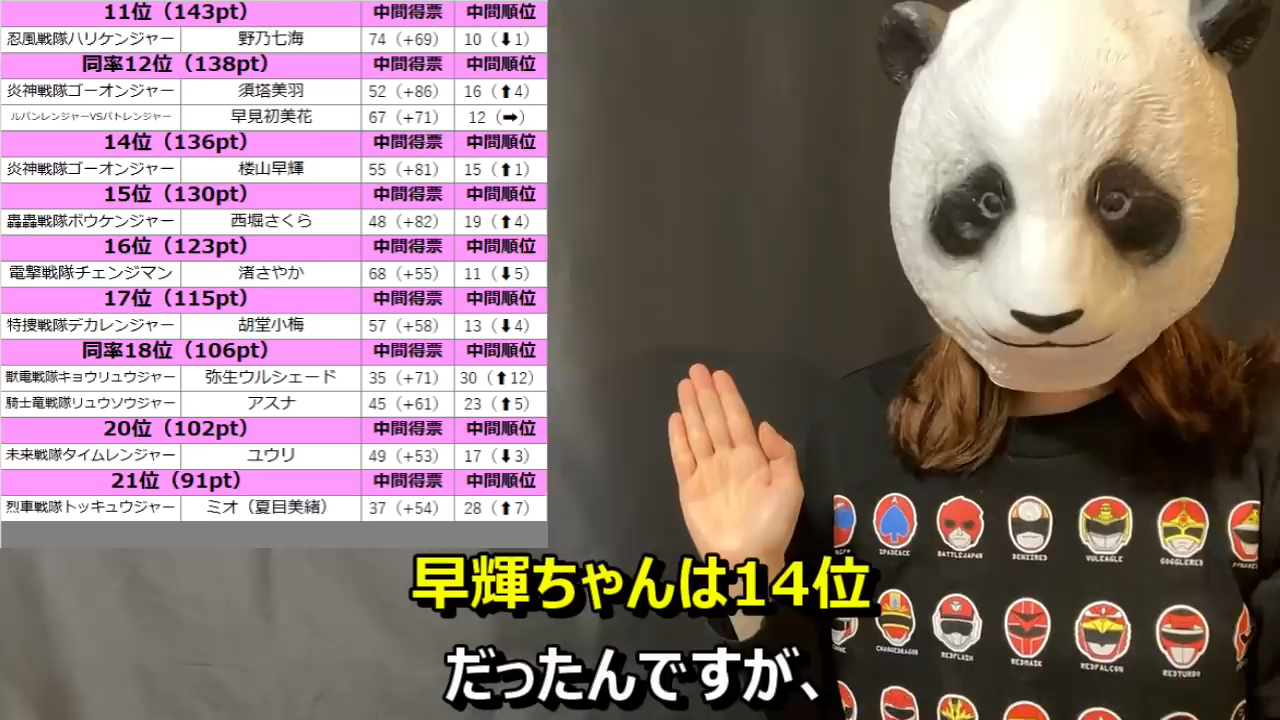 11位（143pt） 中間得票 中間順位
忍風戦隊ハリケンジャー 野乃七海 74（+69） 10（⬇1）
同率12位（138pt） 中間得票 中間順位
炎神戦隊ゴーオンジャー 須塔美羽 52（+86） 16（⬆4）
ルパンレンジャーVSパトレンジャー 早見初美花 67（+71） 12（➡）
14位（136pt） 中間得票 中間順位
炎神戦隊ゴーオンジャー 楼山早輝 55（+81） 15（⬆1）
15位（130pt） 中間得票 中間順位
轟轟戦隊ボウケンジャー 西堀さくら 48（+82） 19（⬆4）
16位（123pt） 中間得票 中間順位
電撃戦隊チェンジマン 渚さやか 68（+55） 11（⬇5）
17位（115pt） 中間得票 中間順位
特捜戦隊デカレンジャー 胡堂小梅 57（+58） 13（⬇4）
同率18位（106pt） 中間得票 中間順位
獣電戦隊キョウリュウジャー 弥生ウルシェード 35（+71） 30（⬆12）
騎士竜戦隊リュウソウジャー アスナ 45（+61） 23（⬆5）
20位（102pt） 中間得票 中間順位
未来戦隊タイムレンジャー ユウリ 49（+53） 17（⬇3）
21位（91pt） 中間得票 中間順位
烈車戦隊トッキュウジャー ミオ（夏目美緒） 37（+54） 28（⬆7）
SPADEACE BATTLEJAPAN DENZIRED VULEAGLE GOGGLERED
CHANGEDRAGON REDFLASH REDMASK REDFALCON REDTURBO
早輝ちゃんは14位
だったんですが、